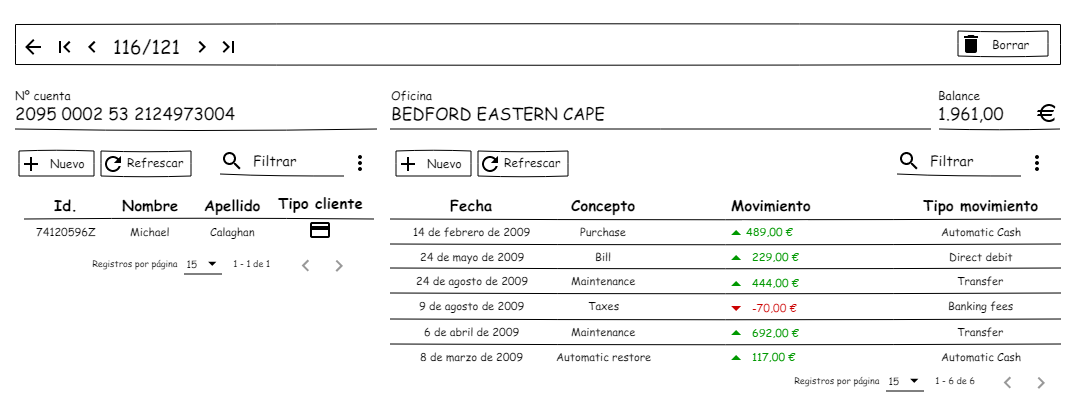 116/121 Borrar
Nº cuenta Oficina Balance
2095 0002 53 2124973004 BEDFORD EASTERN CAPE 1.961,00 €
Nuevo Refrescar Filtrar Nuevo Refrescar Filtrar
Id. Nombre Apellido Tipo cliente
74120596Z Michael Calaghan
Registros por página 15 1 - 1 de 1
Fecha Concepto Movimiento Tipo movimiento
14 de febrero de 2009 Purchase 489,00 € Automatic Cash
24 de mayo de 2009 Bill 229,00 € Direct debit
24 de agosto de 2009 Maintenance 444,00 € Transfer
9 de agosto de 2009 Taxes -70,00 € Banking fees
6 de abril de 2009 Maintenance 692,00 € Transfer
8 de marzo de 2009 Automatic restore 117,00 € Automatic Cash
Registros por página 15 1 - 6 de 6